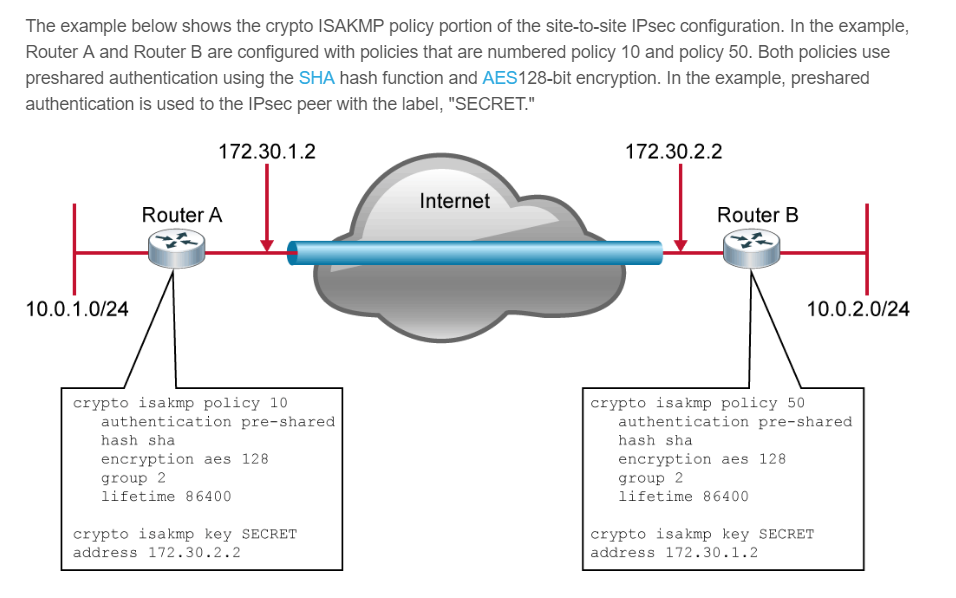 The example below shows the crypto ISAKMP policy portion of the site-to-site IPsec configuration. In the example,
Router A and Router B are configured with policies that are numbered policy 10 and policy 50. Both policies use
preshared authentication using the SHA hash function and AES128-bit encryption. In the example, preshared
authentication is used to the IPsec peer with the label, "SECRET."
172.30.1.2
172.30.2.2
Internet
Router A
Router B
10.0.1.0/24
10.0.2.0/24
crypto isakmp policy 10
authentication pre-shared
hash sha
encryption aes 128
group 2
lifetime 86400
crypto isakmp key SECRET
address 172.30.2.2
crypto isakmp policy 50
authentication pre-shared
hash sha
encryption aes 128
group 2
lifetime 86400
crypto isakmp key SECRET
address 172.30.1.2